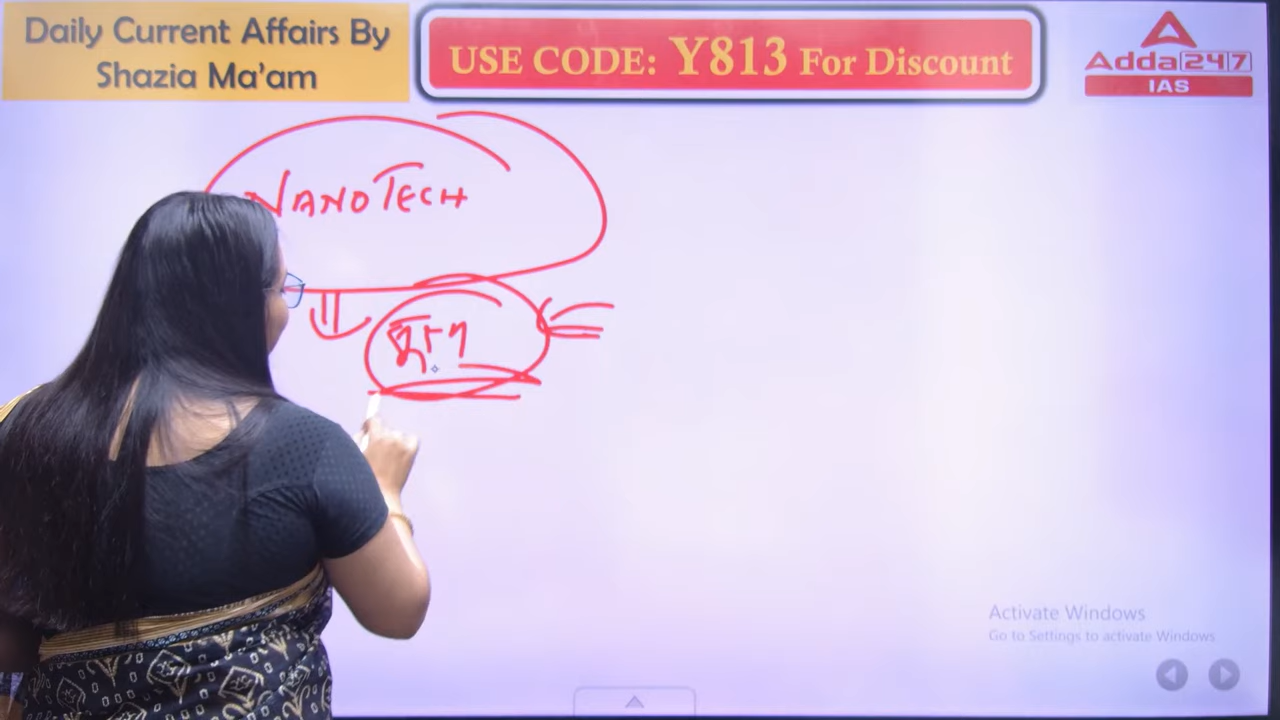 Daily Current Affairs By
Shazia Ma'am
USE CODE: Y813 For Discount
Adda247
IAS
NANOTECH
Activate Windows
Go to Settings to activate Windows.